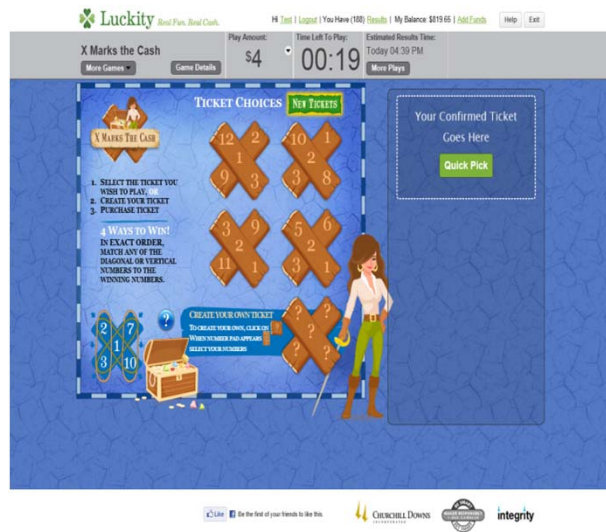 Luckity Real Fun. Real Cash.
Hi Test | Logout | You Have (188) Results | My Balance: $819.66 | Add Funds Help Exit
X Marks the Cash
More Games
Game Details
Play Amount:
$4
Time Left To Play:
00:19
Estimated Results Time:
Today 04:39 PM
More Plays
X MARKS THE CASH
TICKET CHOICES NEW TICKETS
12 2
1
9 3
10 1
2
3 8
1. SELECT THE TICKET YOU
WISH TO PLAY, OR
2. CREATE YOUR TICKET
3. PURCHASE TICKET
4 WAYS TO WIN!
IN EXACT ORDER,
MATCH ANY OF THE
DIAGONAL OR VERTICAL
NUMBERS TO THE
WINNING NUMBERS.
3 9
2
11 1
5 6
2
3 1
2 7
1
3 10
?
CREATE YOUR OWN TICKET
TO CREATE YOUR OWN, CLICK ON ?
WHEN NUMBER PAD APPEARS
SELECT YOUR NUMBERS
? ?
?
? ?
Your Confirmed Ticket
Goes Here
Quick Pick
Like Be the first of your friends to like this.
CHURCHILL DOWNS
INCORPORATED
integrity